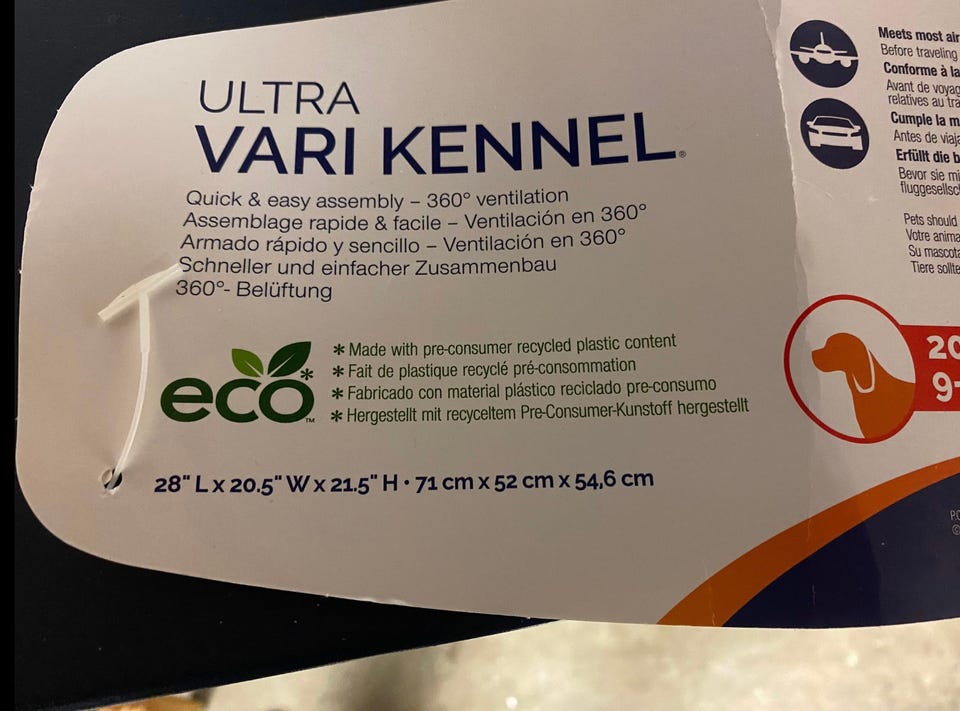 ULTRA
VARI KENNEL®
Quick & easy assembly – 360° ventilation
Assemblage rapide & facile – Ventilación en 360°
Armado rápido y sencillo – Ventilación en 360°
Schneller und einfacher Zusammenbau
360°- Belüftung
eco*™
* Made with pre-consumer recycled plastic content
* Fait de plastique recyclé pré-consommation
* Fabricado con material plástico reciclado pre-consumo
* Hergestellt mit recyceltem Pre-Consumer-Kunstoff hergestellt
28" L x 20.5" W x 21.5" H • 71 cm x 52 cm x 54,6 cm
Meets most air
Before traveling
Conforme à la
Avant de voyag
relatives au tra
Cumple la m
Antes de viaja
Erfüllt die b
Bevor sie mi
fluggesellsc
Pets should
Votre anima
Su mascota
Tiere sollte
20
9-